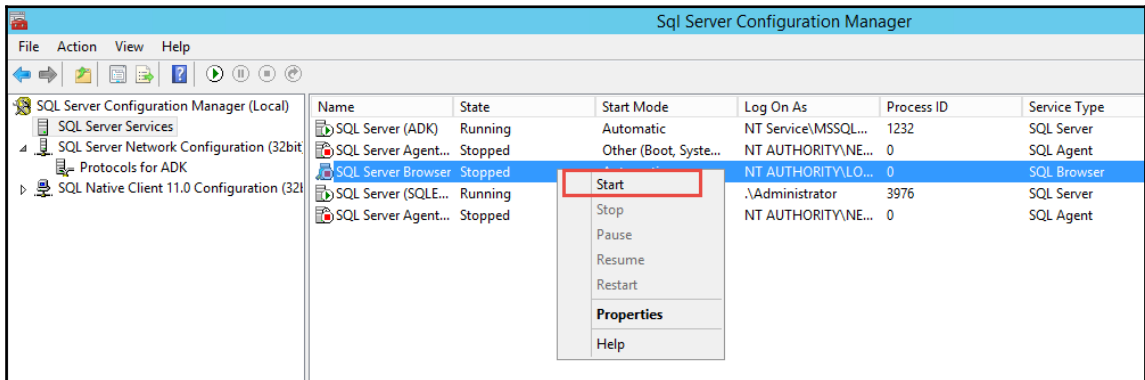 Sql Server Configuration Manager
File Action View Help
SQL Server Configuration Manager (Local)
SQL Server Services
SQL Server Network Configuration (32bit
Protocols for ADK
SQL Native Client 11.0 Configuration (32
Name State Start Mode Log On As Process ID Service Type
SQL Server (ADK) Running Automatic NT Service\MSSQL... 1232 SQL Server
SQL Server Agent... Stopped Other (Boot, Syste... NT AUTHORITY\NE... 0 SQL Agent
SQL Server Browser Stopped NT AUTHORITY\LO... 0 SQL Browser
SQL Server (SQLE... Running .\Administrator 3976 SQL Server
SQL Server Agent... Stopped NT AUTHORITY\NE... 0 SQL Agent
Start
Stop
Pause
Resume
Restart
Properties
Help